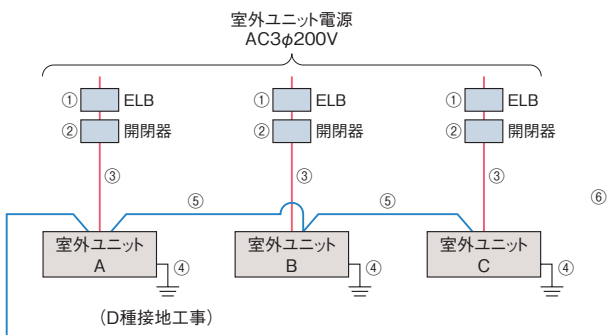 室外ユニット電源
AC3φ200V
① ELB ① ELB ① ELB
② 開閉器 ② 開閉器 ② 開閉器
③ ③ ③
⑤ ⑤ ⑥
室外ユニット 室外ユニット 室外ユニット
A ④ B ④ C ④
(D種接地工事)